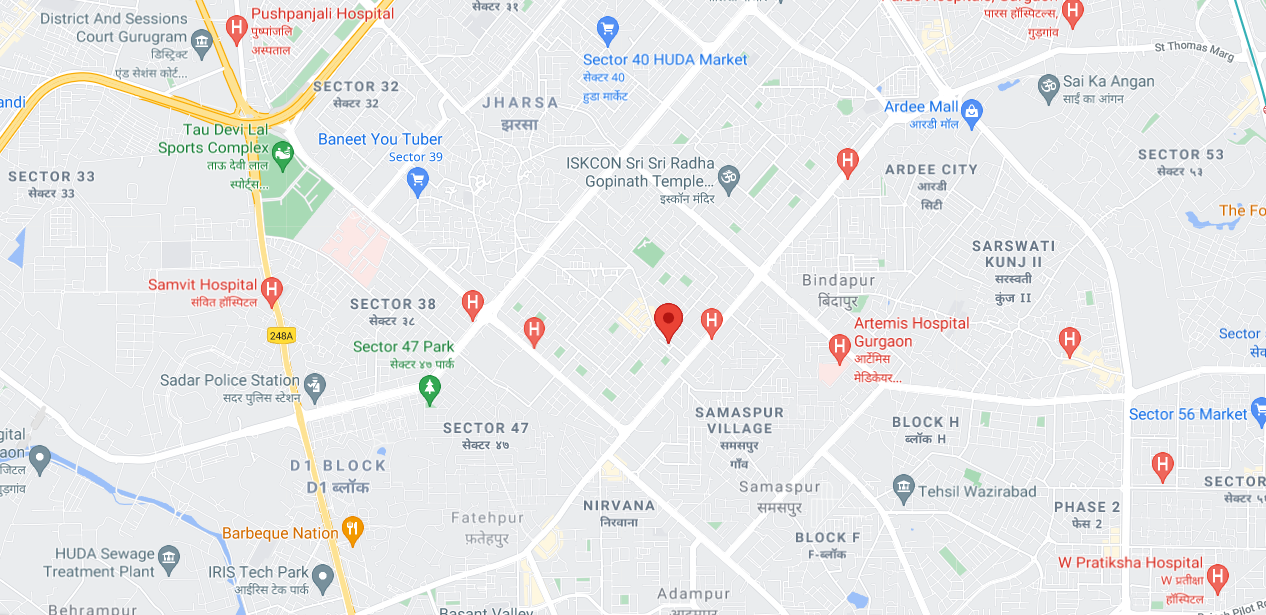 सेक्टर ३१
District And Sessions
Court Gurugram
डिस्ट्रिक्ट
एंड सेशंस कोर्ट...
Pushpanjali Hospital
पुष्पांजलि
अस्पताल
पारस हॉस्पिटल्स,
गुड़गांव
Sector 40 HUDA Market
सेक्टर 40
हुडा मार्केट
St Thomas Marg
Sai Ka Angan
साईं का आंगन
SECTOR 32
सेक्टर 32
JHARSA
झरसा
Ardee Mall
आरडी मॉल
Tau Devi Lal
Sports Complex
ताऊ देवी लाल
स्पोर्ट्स...
Baneet You Tuber
Sector 39
ISKCON Sri Sri Radha
Gopinath Temple...
इस्कॉन मंदिर
ARDEE CITY
आरडी
सिटी
SECTOR 53
सेक्टर ५३
SECTOR 33
सेक्टर 33
The Fo
SARSWATI
KUNJ II
सरस्वती
कुंज II
Bindapur
बिंदापुर
Samvit Hospital
संवित हॉस्पिटल
SECTOR 38
सेक्टर ३८
248A
Artemis Hospital
Gurgaon
आर्टेमिस
मेडिकेयर...
Sector
सेक
Sector 47 Park
सेक्टर ४७ पार्क
Sadar Police Station
सदर पुलिस स्टेशन
SECTOR 47
सेक्टर ४७
SAMASPUR
VILLAGE
समसपुर
गाँव
BLOCK H
ब्लॉक H
Sector 56 Market
D1 BLOCK
D1 ब्लॉक
Samaspur
समसपुर
Tehsil Wazirabad
SECTOR
PHASE 2
फेस 2
NIRVANA
निरवाना
Fatehpur
फ़तेहपुर
Barbeque Nation
BLOCK F
F-ब्लॉक
HUDA Sewage
Treatment Plant
IRIS Tech Park
आईरिस टेक पार्क
W Pratiksha Hospital
W प्रतीक्षा
हॉस्पिटल
Adampur
Behrampur
Basant Valley